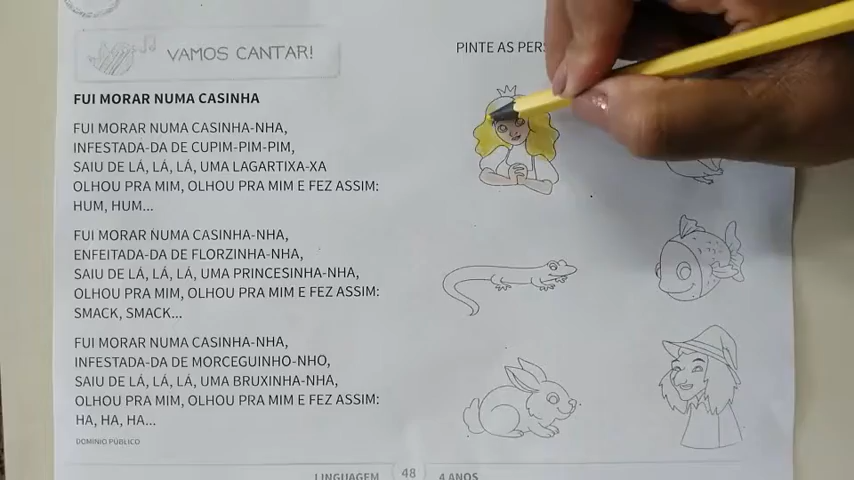 VAMOS CANTAR!
FUI MORAR NUMA CASINHA
FUI MORAR NUMA CASINHA-NHA,
INFESTADA-DA DE CUPIM-PIM-PIM,
SAIU DE LÁ, LÁ, LÁ, UMA LAGARTIXA-XA
OLHOU PRA MIM, OLHOU PRA MIM E FEZ ASSIM:
HUM, HUM...
FUI MORAR NUMA CASINHA-NHA,
ENFEITADA-DA DE FLORZINHA-NHA,
SAIU DE LÁ, LÁ, LÁ, UMA PRINCESINHA-NHA,
OLHOU PRA MIM, OLHOU PRA MIM E FEZ ASSIM:
SMACK, SMACK...
FUI MORAR NUMA CASINHA-NHA,
INFESTADA-DA DE MORCEGUINHO-NHO,
SAIU DE LÁ, LÁ, LÁ, UMA BRUXINHA-NHA,
OLHOU PRA MIM, OLHOU PRA MIM E FEZ ASSIM:
HA, HA, HA...
DOMÍNIO PÚBLICO
PINTE AS
LINGUAGEM 48 4 ANOS